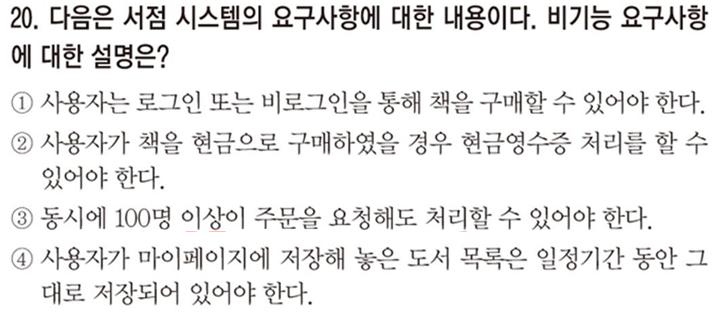 20. 다음은 서점 시스템의 요구사항에 대한 내용이다. 비기능 요구사항
에 대한 설명은?
① 사용자는 로그인 또는 비로그인을 통해 책을 구매할 수 있어야 한다.
② 사용자가 책을 현금으로 구매하였을 경우 현금영수증 처리를 할 수
있어야 한다.
③ 동시에 100명 이상이 주문을 요청해도 처리할 수 있어야 한다.
④ 사용자가 마이페이지에 저장해 놓은 도서 목록은 일정기간 동안 그
대로 저장되어 있어야 한다.